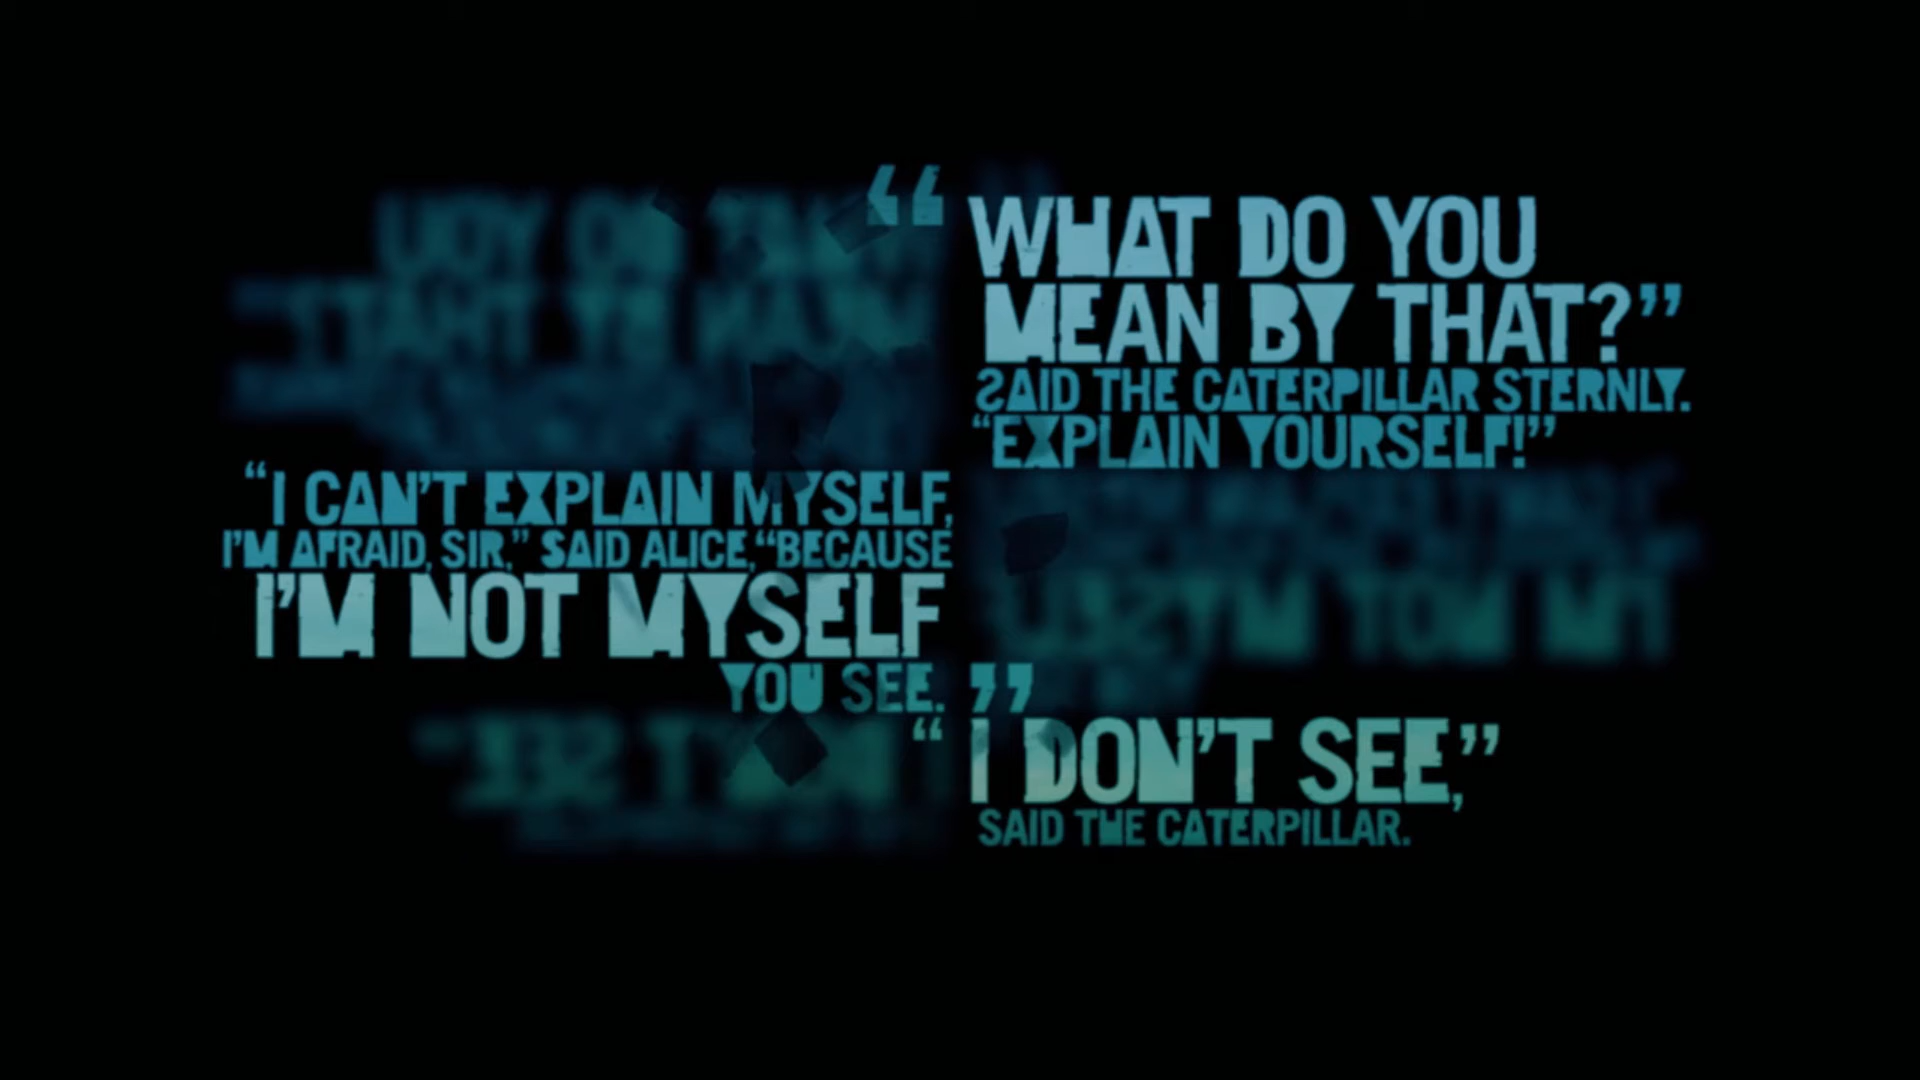 “WHAT DO YOU
MEAN BY THAT?”
SAID THE CATERPILLAR STERNLY.
“EXPLAIN YOURSELF!”
“I CAN’T EXPLAIN MYSELF,
I’M AFRAID, SIR,” SAID ALICE, “BECAUSE
I’M NOT MYSELF
YOU SEE.”
“I DON’T SEE,”
SAID THE CATERPILLAR.